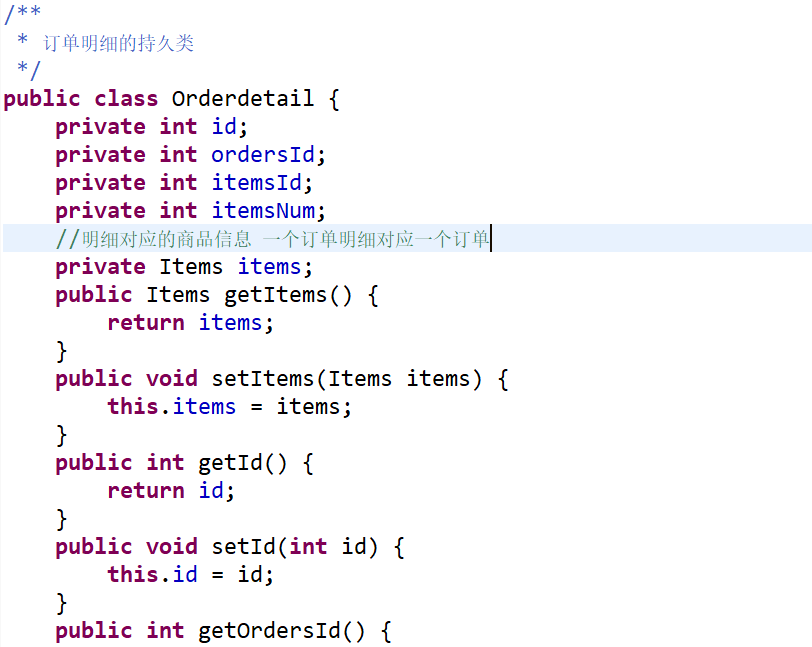 /**
 * 订单明细的持久类
 */
public class Orderdetail {
    private int id;
    private int ordersId;
    private int itemsId;
    private int itemsNum;
    //明细对应的商品信息 一个订单明细对应一个订单
    private Items items;
    public Items getItems() {
        return items;
    }
    public void setItems(Items items) {
        this.items = items;
    }
    public int getId() {
        return id;
    }
    public void setId(int id) {
        this.id = id;
    }
    public int getOrdersId() {